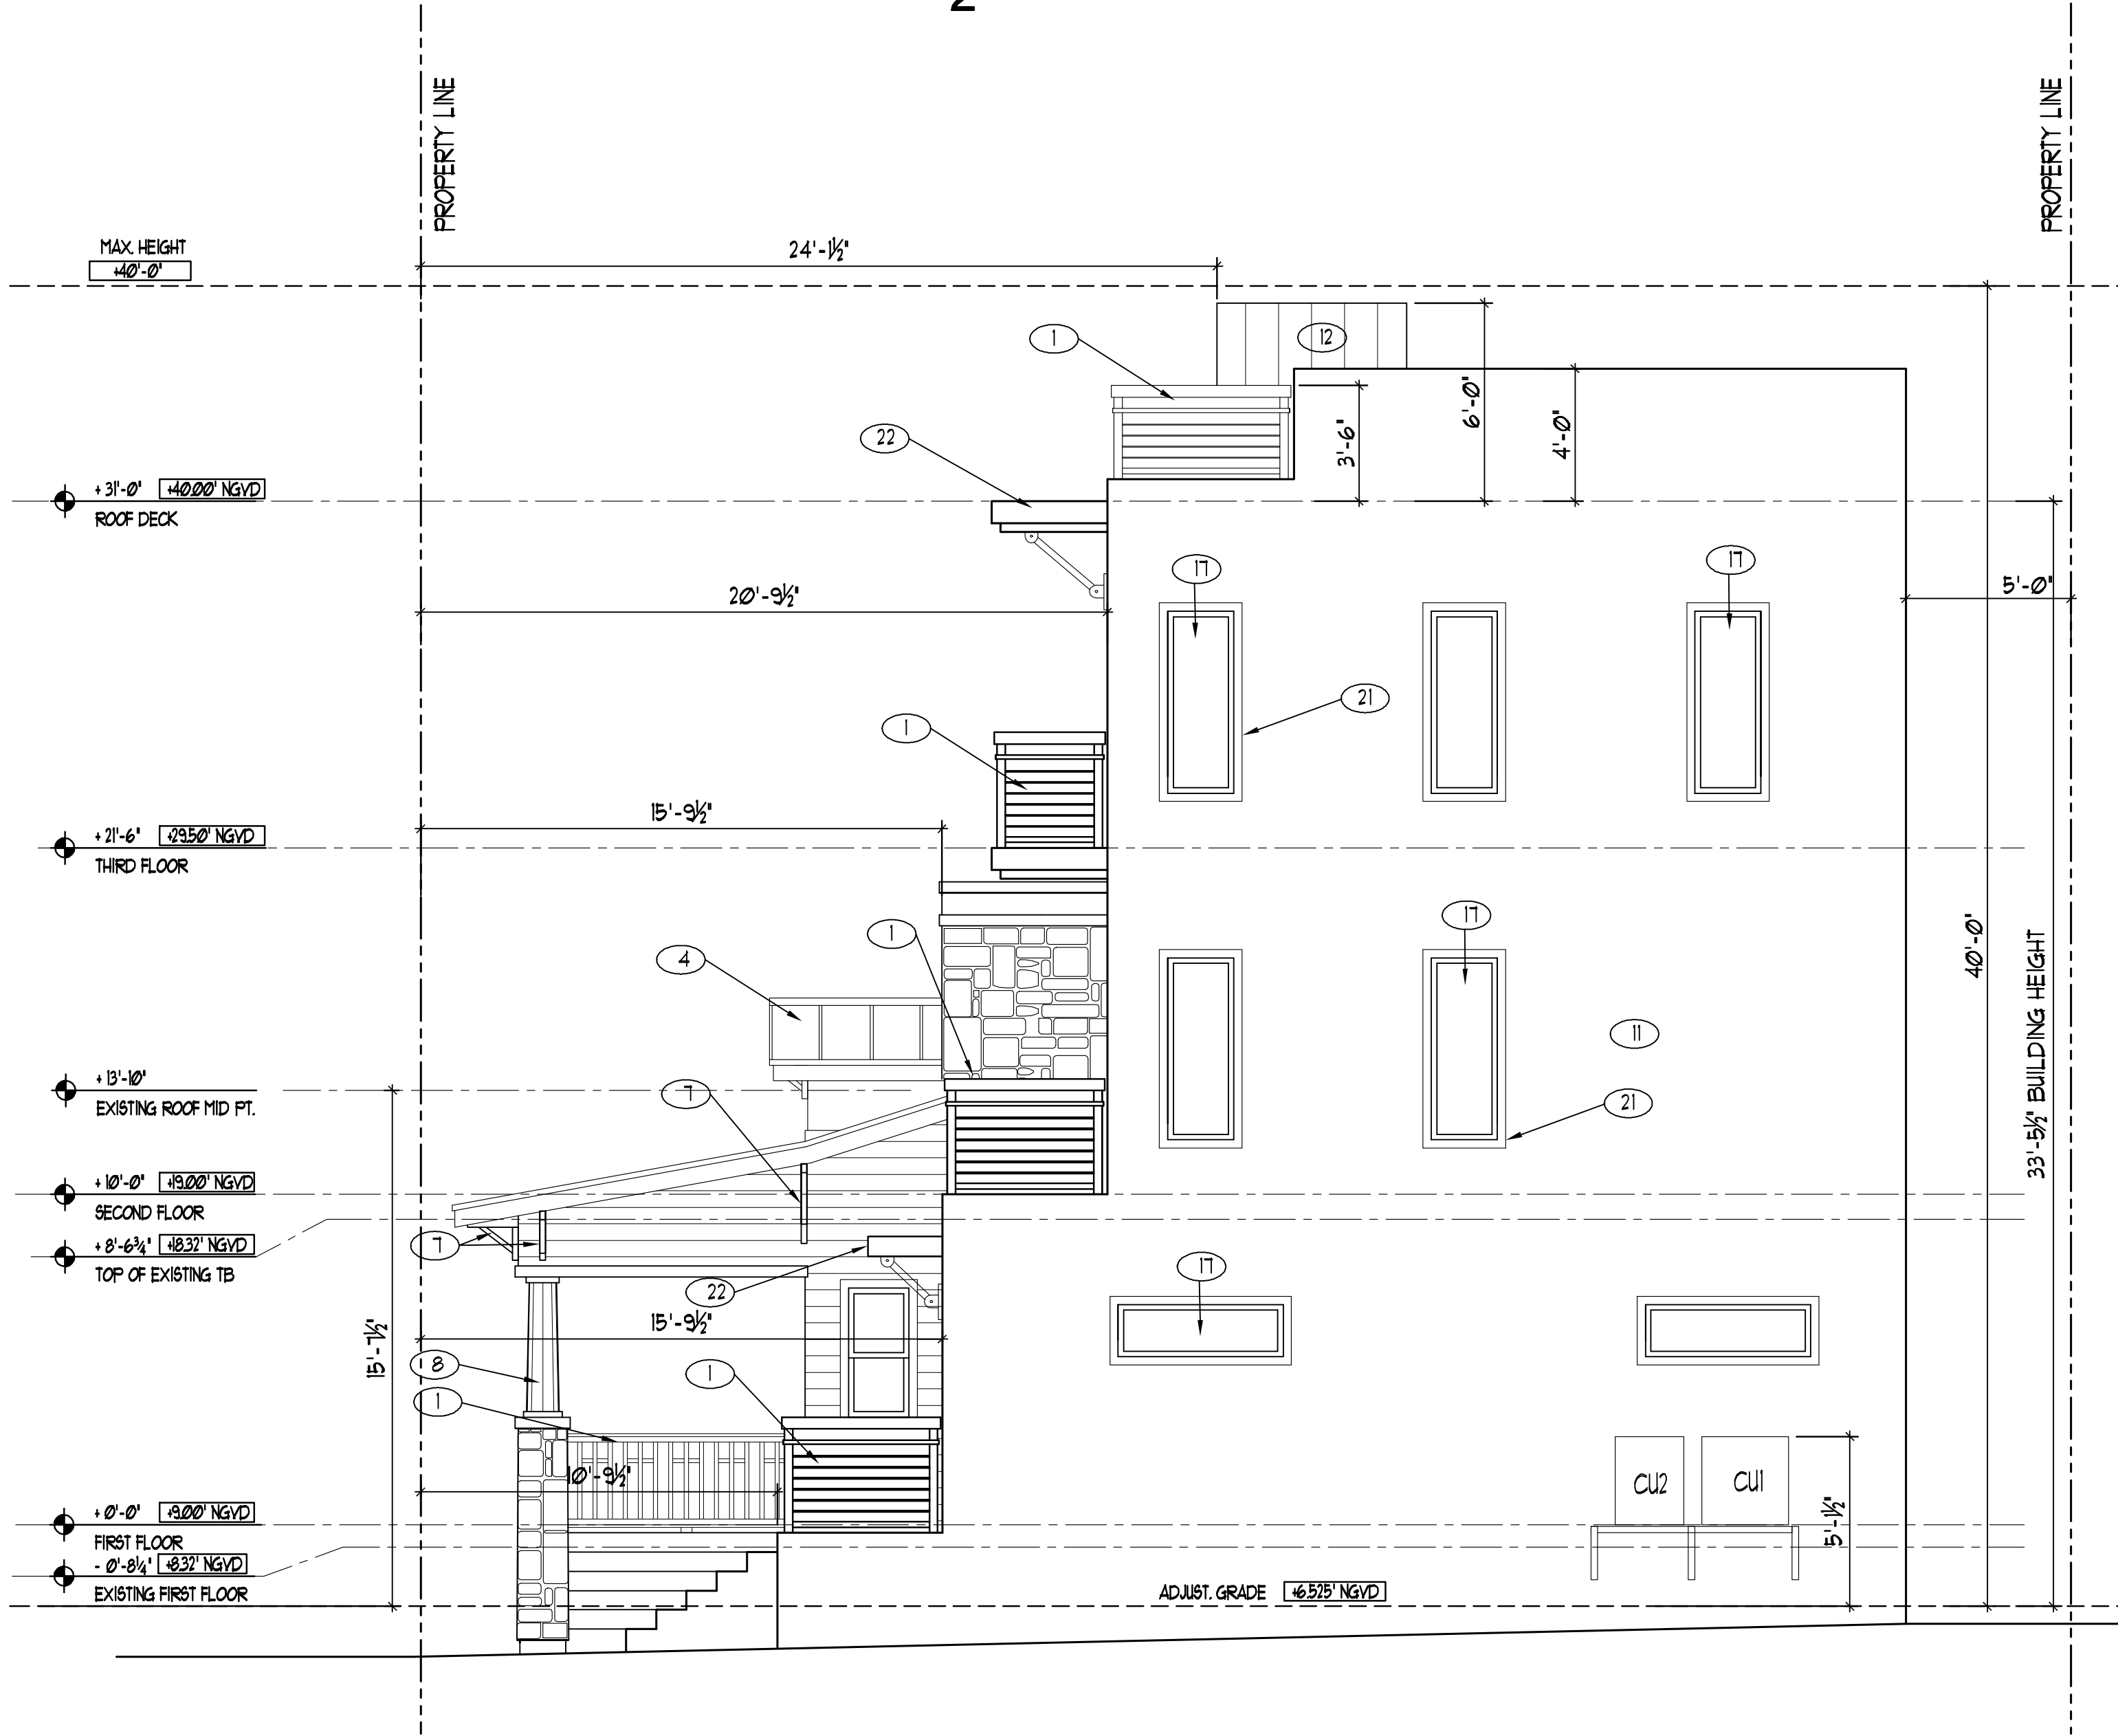 2
PROPERTY LINE
PROPERTY LINE
MAX. HEIGHT
+40'-0"
24'-1½"
1
12
22
3'-6"
6'-0"
4'-0"
+ 31'-0" +40.00' NGVD
ROOF DECK
17
17
5'-0"
20'-9½"
21
1
15'-9½"
+ 21'-6" +29.50' NGVD
THIRD FLOOR
17
1
4
40'-0"
33'-5½" BUILDING HEIGHT
11
+ 13'-10"
EXISTING ROOF MID PT.
7
21
+ 10'-0" +19.00' NGVD
SECOND FLOOR
7
+ 8'-6¾" +18.32' NGVD
TOP OF EXISTING TB
17
22
15'-9½"
15'-7½"
8
1
1
10'-9½"
CU2
CU1
5'-1½"
+ 0'-0" +9.00' NGVD
FIRST FLOOR
- 0'-8¼" +8.32' NGVD
EXISTING FIRST FLOOR
ADJUST. GRADE +6.525' NGVD